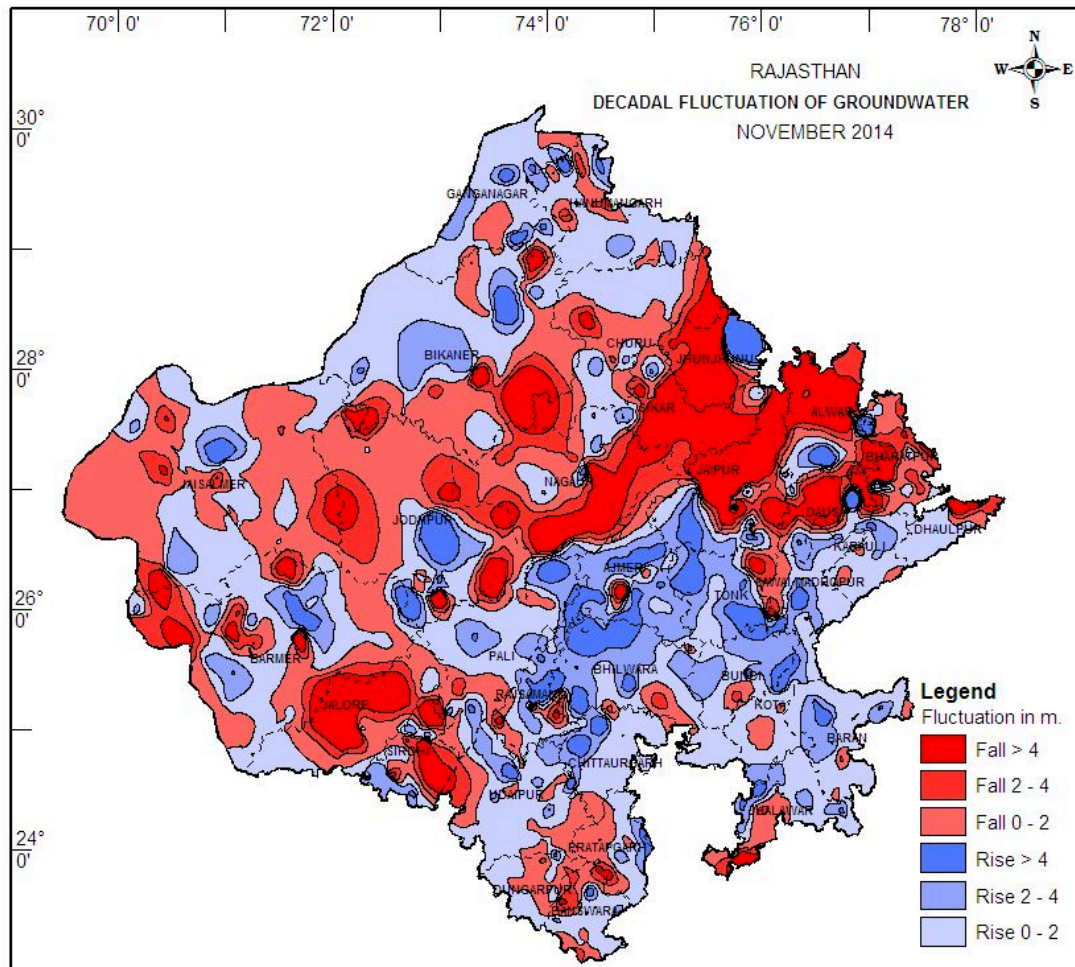 70° 0'
72° 0'
74° 0'
76° 0'
78° 0'
N
W E
S
RAJASTHAN
DECADAL FLUCTUATION OF GROUNDWATER
NOVEMBER 2014
30°
0'
GANGANAGAR
HANUMANGARH
28°
0'
CHURU
BIKANER
JHUNJHUNU
SIKAR
ALWAR
BHARATPUR
JAIPUR
NAGAUR
JAISALMER
DAUSA
JODHPUR
DHAULPUR
KARAULI
AJMER
SAWAI MADHOPUR
26°
0'
TONK
PALI
BARMER
BHILWARA
BUNDI
RAJSAMAND
KOTA
JALORE
Legend
Fluctuation in m.
BARAN
SIROHI
Fall > 4
CHITTAURGARH
Fall 2 - 4
UDAIPUR
JHALAWAR
Fall 0 - 2
24°
0'
PRATAPGARH
Rise > 4
DUNGARPUR
Rise 2 - 4
BANSWARA
Rise 0 - 2